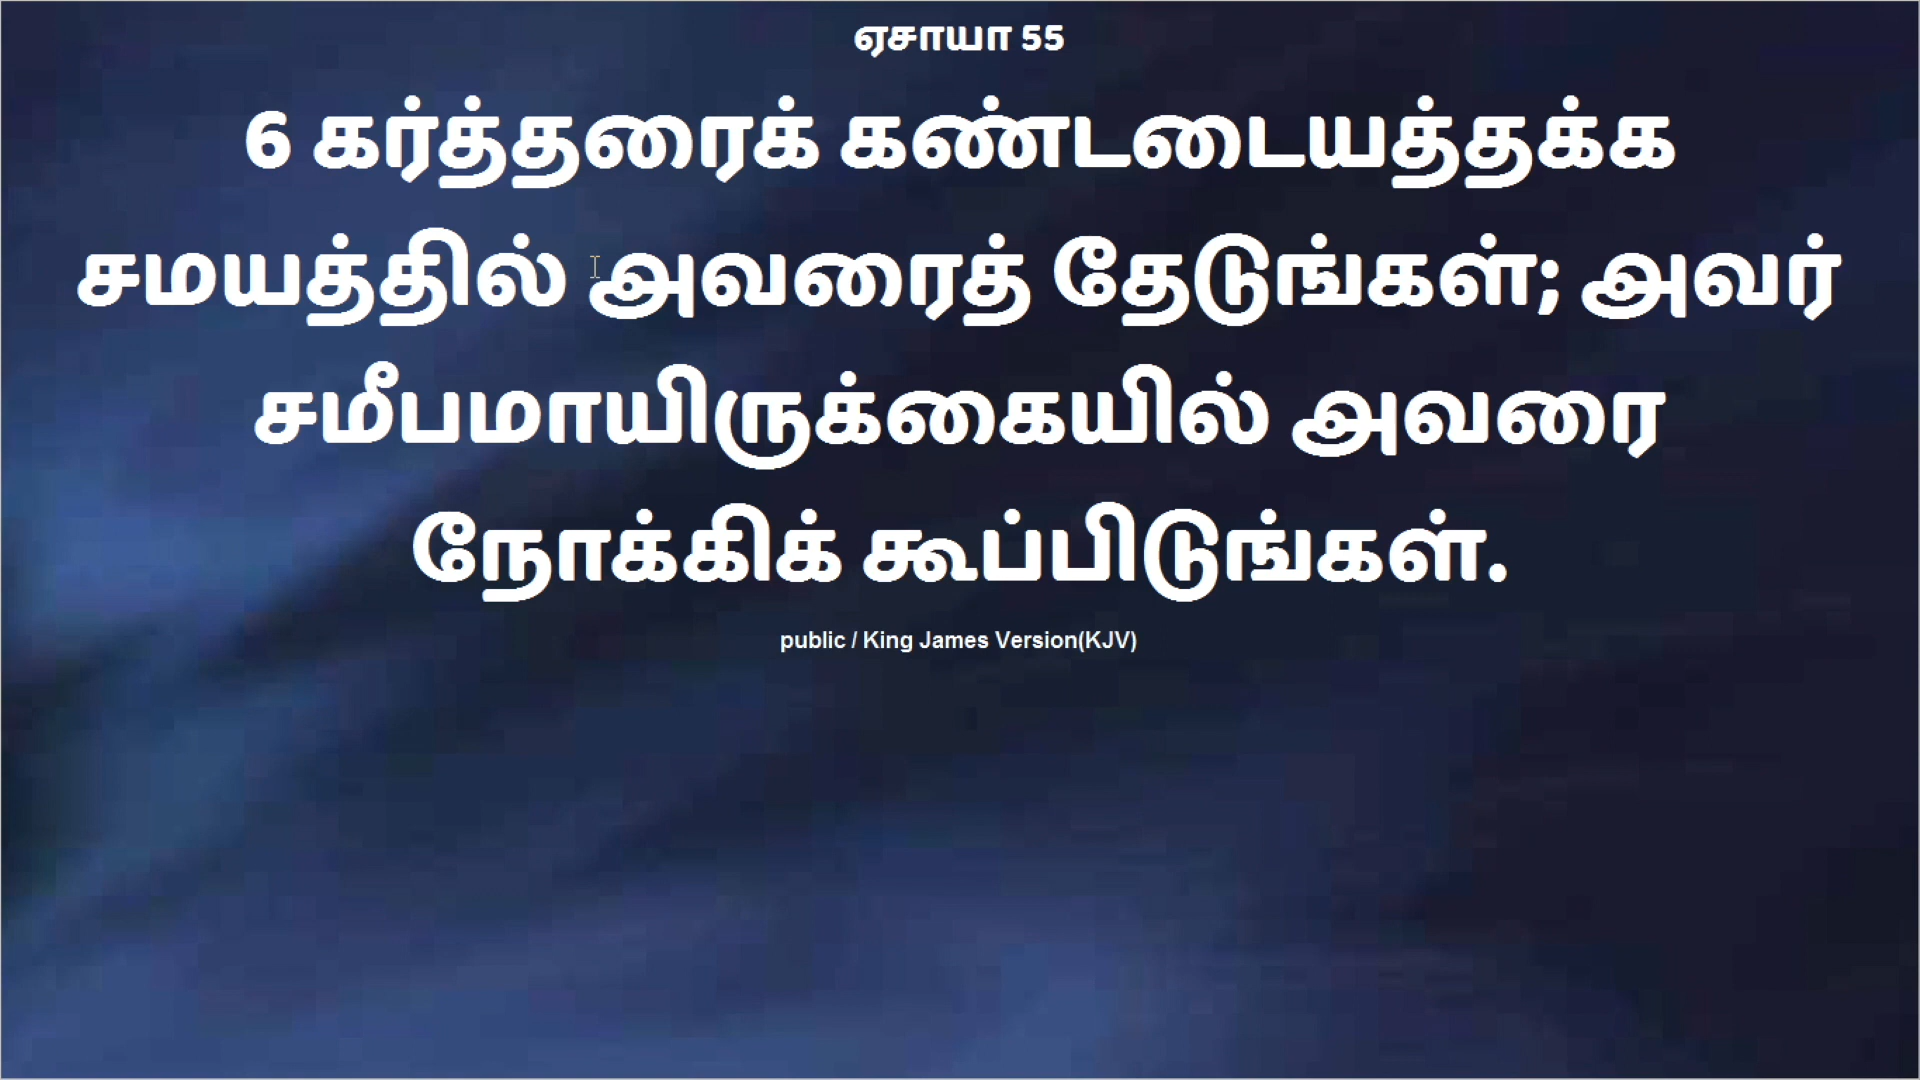 ஏசாயா 55
6 கர்த்தரைக் கண்டடையத்தக்க
சமயத்தில் அவரைத் தேடுங்கள்; அவர்
சமீபமாயிருக்கையில் அவரை
நோக்கிக் கூப்பிடுங்கள்.
public / King James Version(KJV)